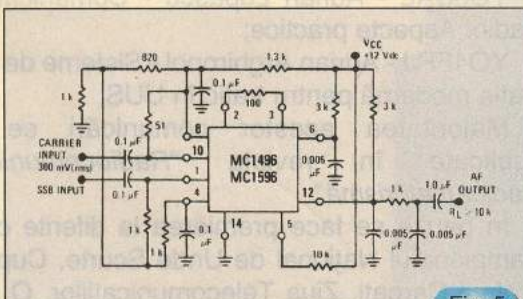 VCC
+12 Vdc
820
1.3 k
1 k
0.1 µF
100
3 k
3 k
51
2
3
8
6
0.1 µF
CARRIER
INPUT
300 mV(rms)
SSB INPUT
0.1 µF
10
1
4
MC1496
MC1596
0.005
µF
12
1 k
1.0 µF
AF
OUTPUT
RL > 10 k
1 k
1 k
0.1
µF
14
5
10 k
0.005
µF
0.005 µF